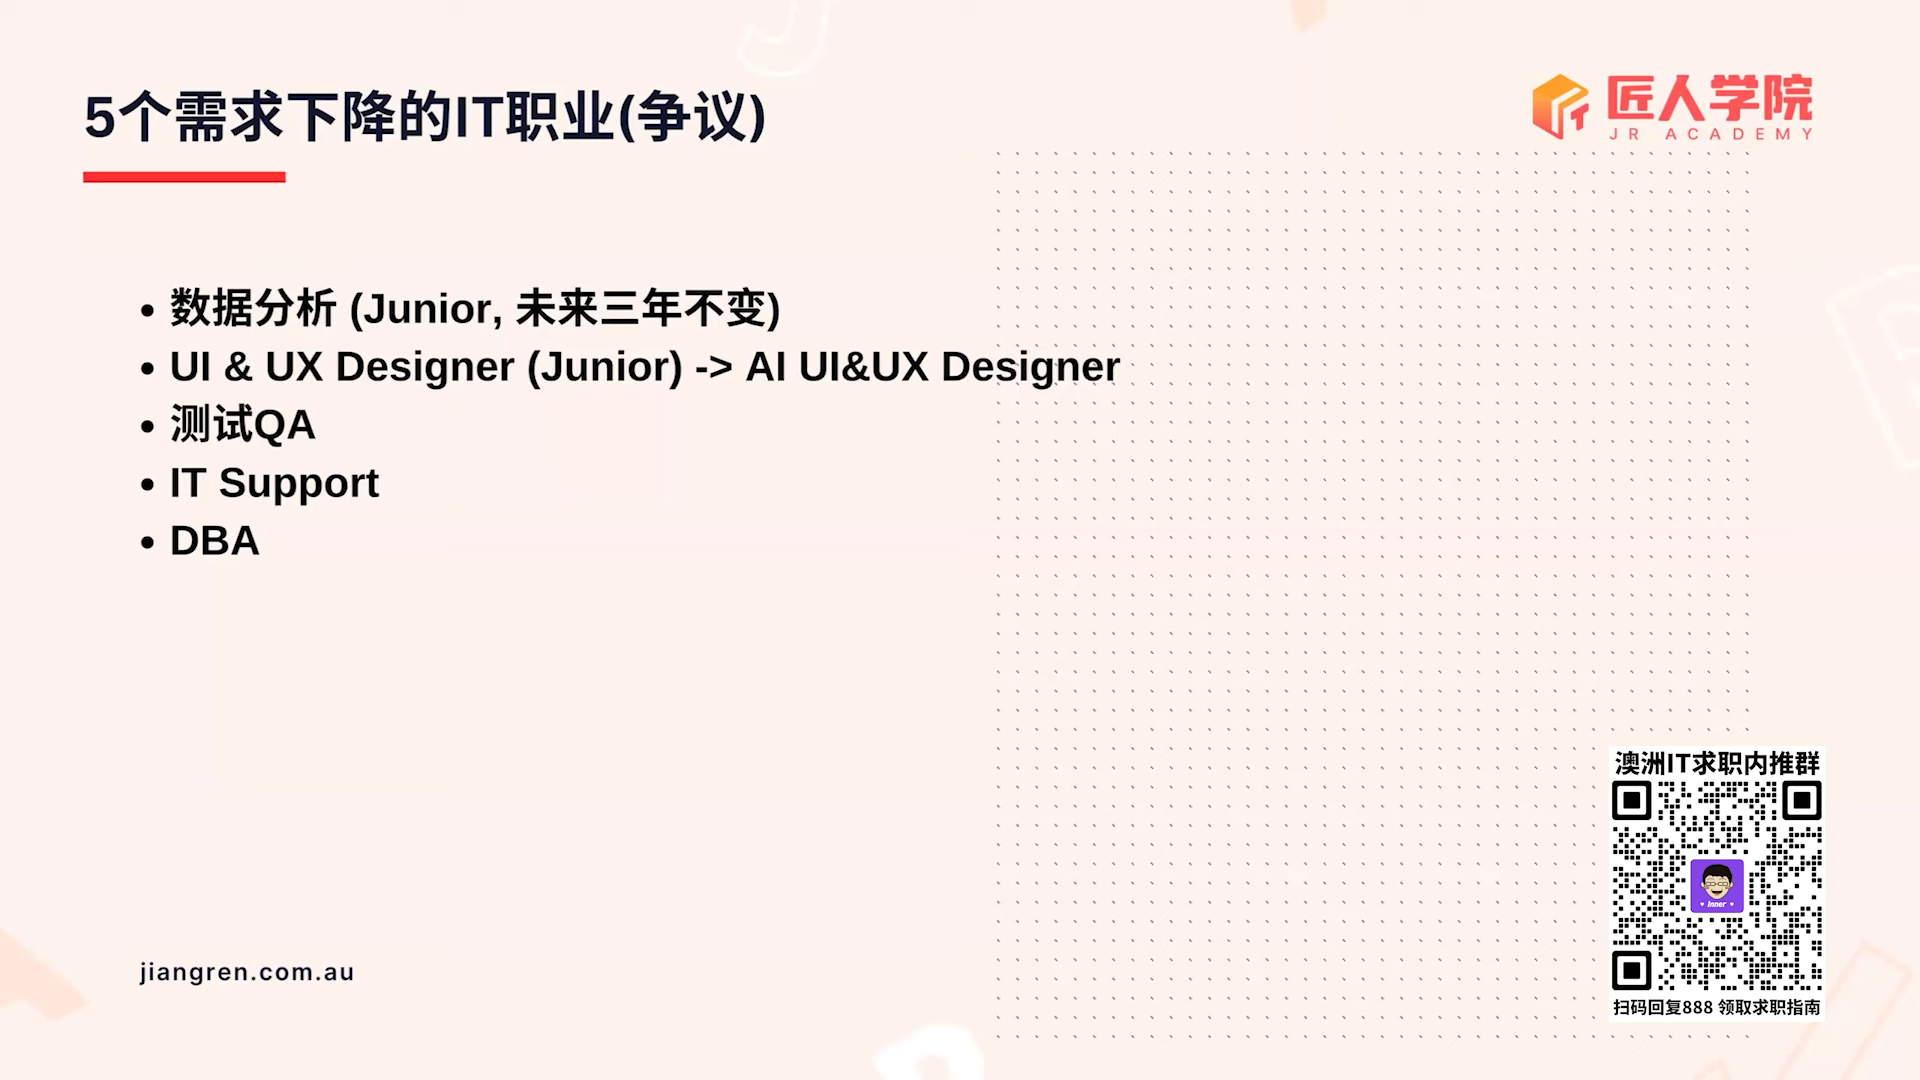 5个需求下降的IT职业(争议)
匠人学院
JR ACADEMY
• 数据分析 (Junior, 未来三年不变)
• UI & UX Designer (Junior) -> AI UI&UX Designer
• 测试QA
• IT Support
• DBA
澳洲IT求职内推群
Inner
扫码回复888 领取求职指南
jiangren.com.au